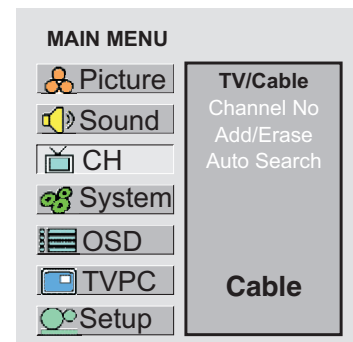 MAIN MENU
Picture
Sound
CH
System
OSD
TVPC
Setup
TV/Cable
Channel No
Add/Erase
Auto Search
Cable